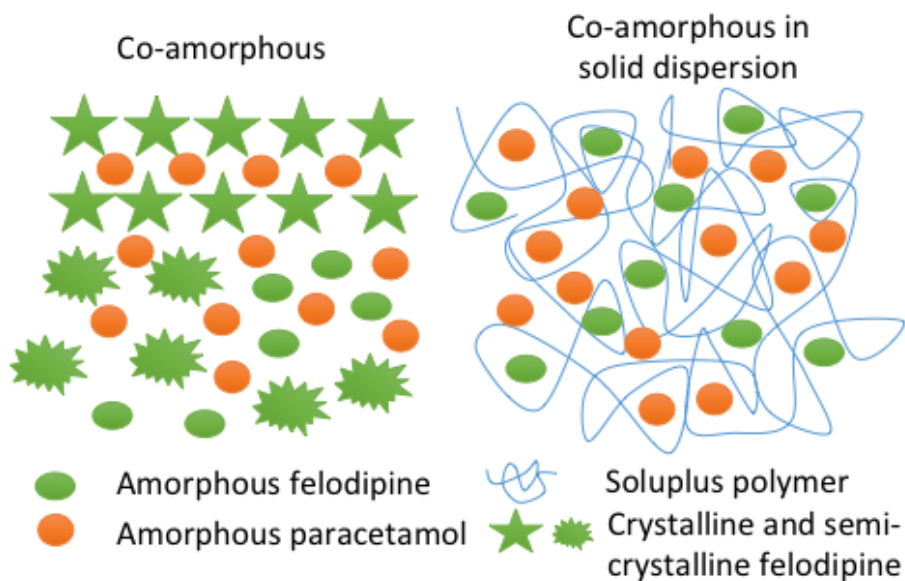 Co-amorphous
Co-amorphous in
solid dispersion
Amorphous felodipine
Amorphous paracetamol
Soluplus polymer
Crystalline and semi-
crystalline felodipine